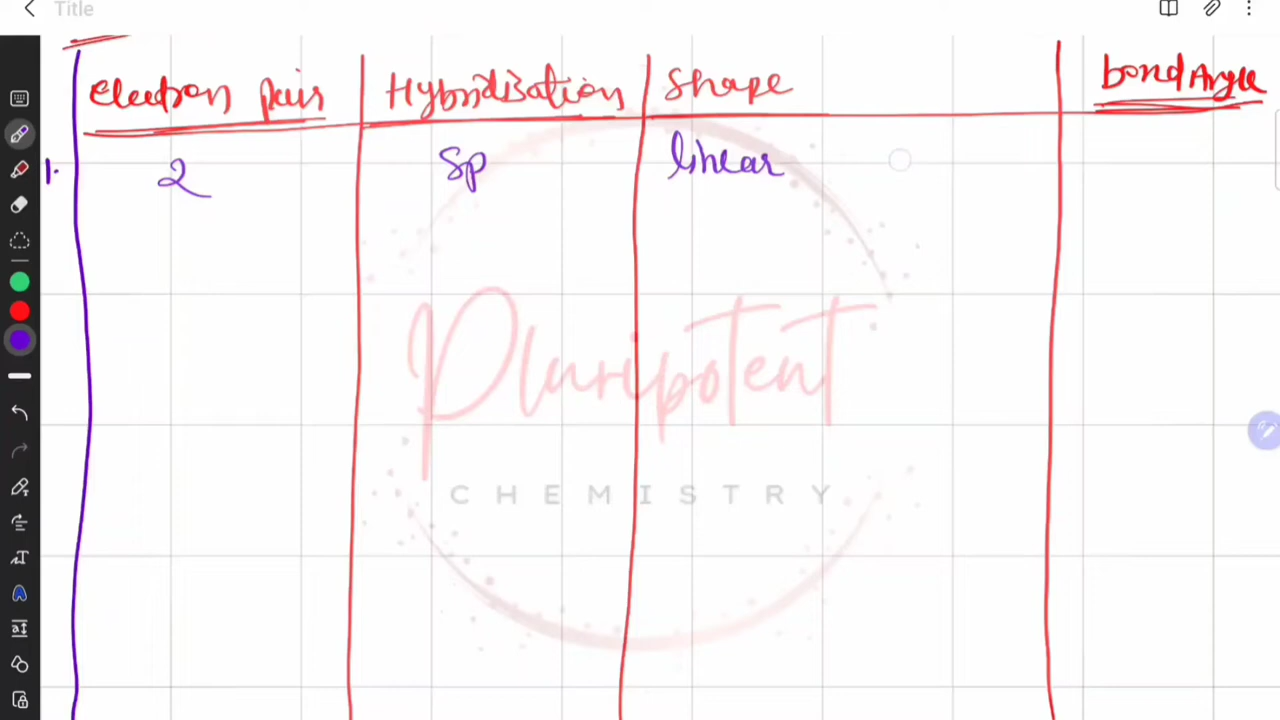 Title
electron pair Hybridisation shape bond Angle
1. 2 Sp linear
Pluripotent
CHEMISTRY